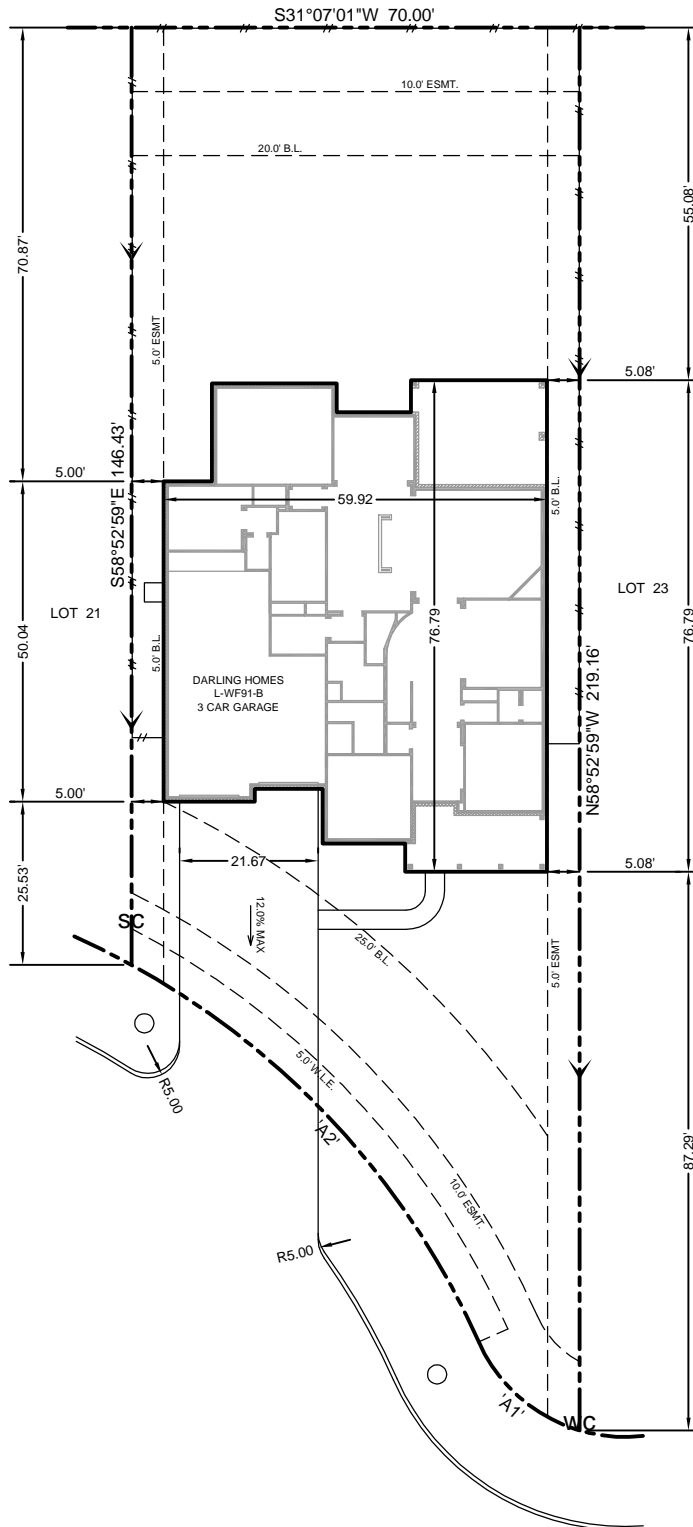 S31°07'01"W 70.00'
10.0' ESMT.
20.0' B.L.
70.87'
55.08'
5.0' ESMT
5.08'
S58°52'59"E 146.43'
5.00'
59.92
5.0' B.L.
LOT 21
LOT 23
50.04
76.79
76.79
5.0' B.L.
DARLING HOMES
L-WF91-B
3 CAR GARAGE
N58°52'59"W 219.16'
5.00'
21.67
5.08'
25.53'
12.0% MAX
SC
25.0' B.L.
5.0' ESMT
5.0' W.L.E.
R5.00
'A2'
87.29'
10.0' ESMT.
R5.00
'A1'
WC